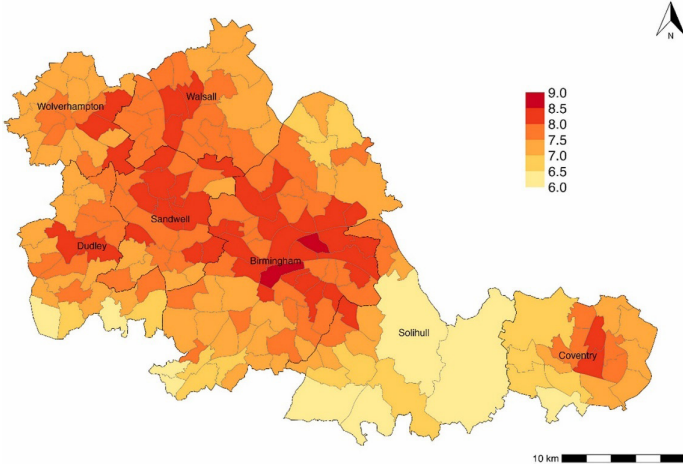 N
Wolverhampton
Walsall
9.0
8.5
8.0
7.5
7.0
6.5
6.0
Sandwell
Dudley
Birmingham
Solihull
Coventry
10 km